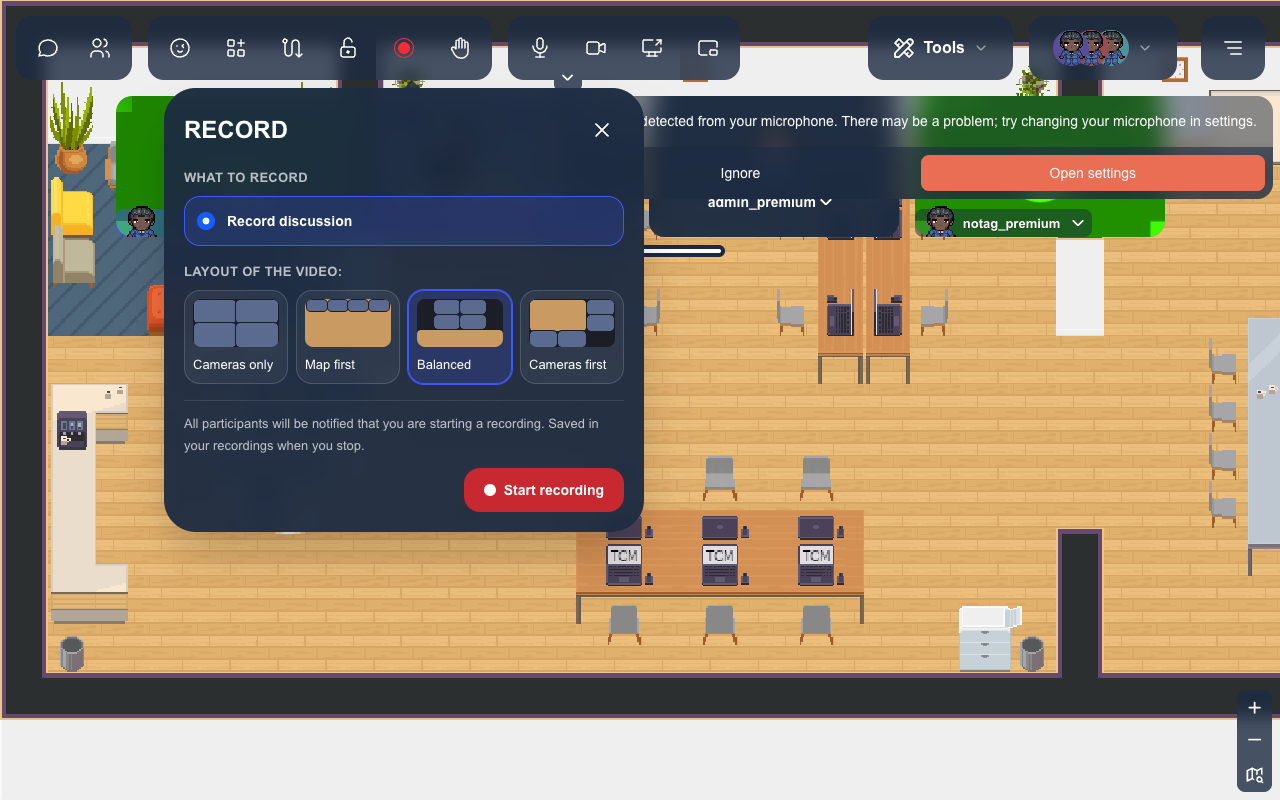 Tools
RECORD
detected from your microphone. There may be a problem; try changing your microphone in settings.
WHAT TO RECORD
Ignore
Open settings
admin_premium
Record discussion
notag_premium
LAYOUT OF THE VIDEO:
Cameras only
Map first
Balanced
Cameras first
All participants will be notified that you are starting a recording. Saved in
your recordings when you stop.
Start recording
TCM
TCM
TCM